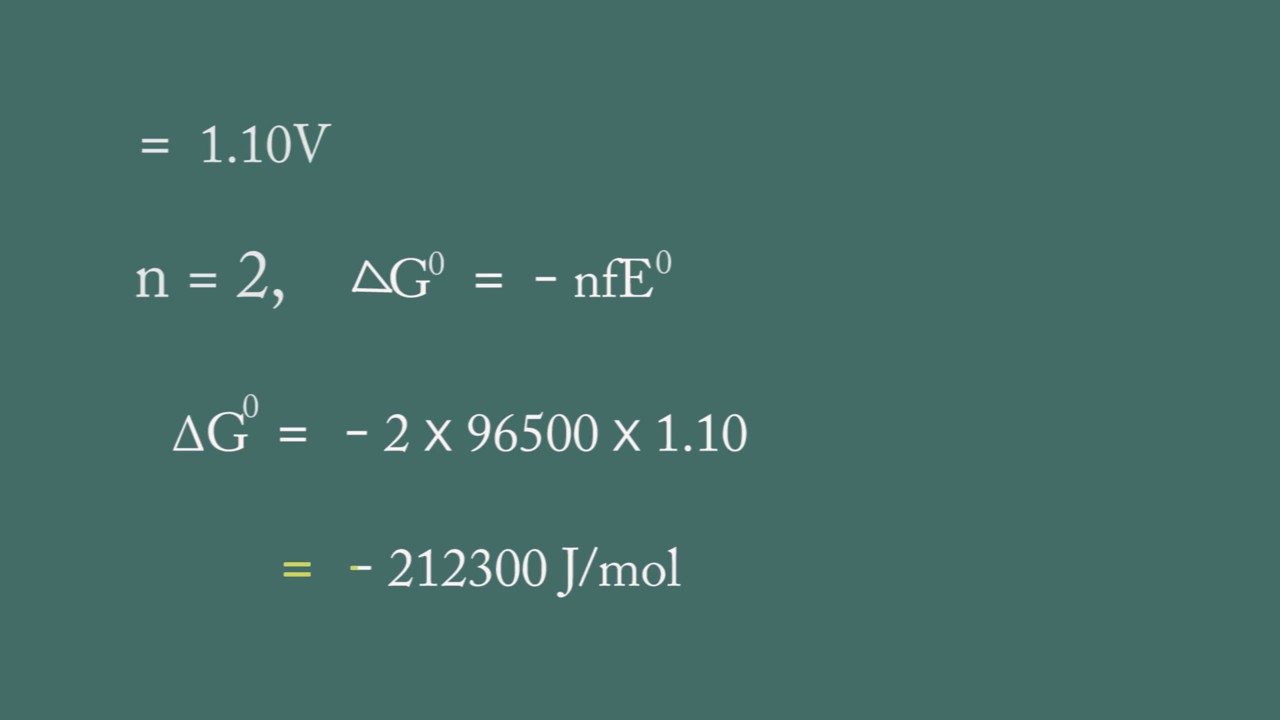 = 1.10V
n = 2, ΔG⁰ = - nfE⁰
ΔG⁰ = - 2 x 96500 x 1.10
= - 212300 J/mol